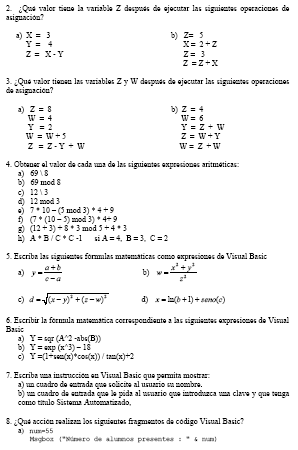 2. ¿Qué valor tiene la variable Z después de ejecutar las siguientes operaciones de
asignación?
a) X = 3
Y = 4
Z = X - Y
b) Z= 5
X = 2 + Z
Z = 3
Z = Z + X
3. ¿Qué valor tienen las variables Z y W después de ejecutar las siguientes operaciones
de asignación?
a) Z = 8
W = 4
Y = 2
W = W + 5
Z = Z - Y + W
b) Z = 4
W = 6
Y = Z + W
Z = W + Y
W = Z + W
4. Obtener el valor de cada una de las siguientes expresiones aritméticas:
a) 69 \ 8
b) 69 mod 8
c) 12 \ 3
d) 12 mod 3
e) 7 * 10 – (5 mod 3) * 4 + 9
f) (7 * (10 – 5) mod 3) * 4+ 9
g) (12 + 3) + 8 * 3 mod 5 + 4 * 3
h) A * B / C * C -1 si A = 4, B = 3, C = 2
5. Escriba las siguientes fórmulas matemáticas como expresiones de Visual Basic
a) y = (a + b) / (c − a)
b) w = (x² + y²) / z²
c) d = √((x − y)² + (z − w)²)
d) x = ln(b + 1) + seno(c)
6. Escribir la fórmula matemática correspondiente a las siguientes expresiones de Visual
Basic
a) Y = sqr (A^2 -abs(B))
b) Y = exp (x^3) – 18
c) Y =(1+sen(x)*cos(x)) / tan(x)+2
7. Escriba una instrucción en Visual Basic que permita mostrar:
a) un cuadro de entrada que solicite al usuario su nombre.
b) un cuadro de entrada que le pida al usuario que introduzca una clave y que tenga
como título Sistema Automatizado,
8. ¿Qué acción realizan los siguientes fragmentos de código Visual Basic?
a) num=55
Msgbox ("Número de alumnos presentes : " & num)